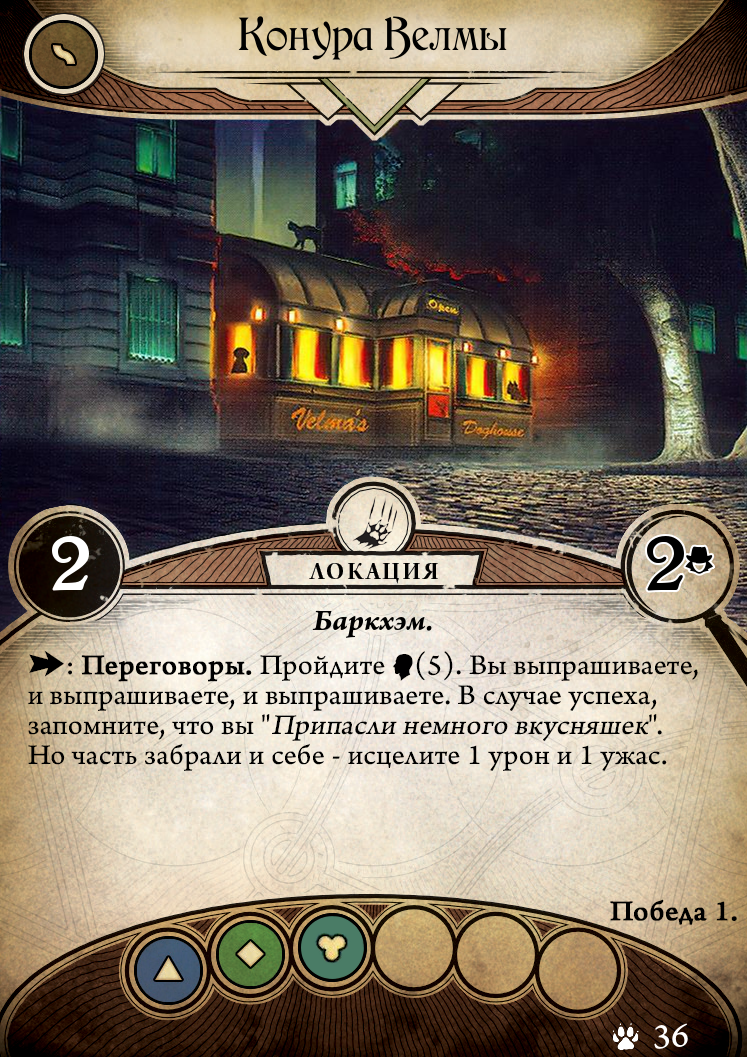 Конура Велмы
Open
Velma's
Doghouse
2
ЛОКАЦИЯ
2
Баркхэм.
: Переговоры. Пройдите (5). Вы выпрашиваете,
и выпрашиваете, и выпрашиваете. В случае успеха,
запомните, что вы "Припасли немного вкусняшек".
Но часть забрали и себе - исцелите 1 урон и 1 ужас.
Победа 1.
36